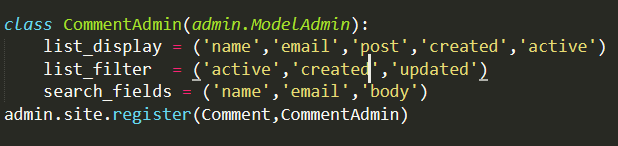 class CommentAdmin(admin.ModelAdmin):
    list_display = ('name','email','post','created','active')
    list_filter  = ('active','created','updated')
    search_fields = ('name','email','body')
admin.site.register(Comment,CommentAdmin)